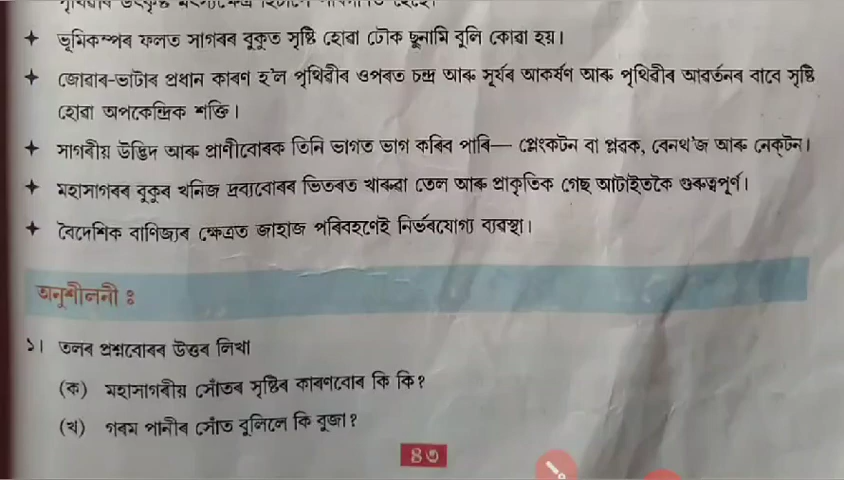 ✦ ভূমিকম্পৰ ফলত সাগৰৰ বুকুত সৃষ্টি হোৱা ঢৌক ছুনামি বুলি কোৱা হয়।
✦ জোৱাৰ-ভাটাৰ প্ৰধান কাৰণ হ'ল পৃথিৱীৰ ওপৰত চন্দ্ৰ আৰু সূৰ্যৰ আকৰ্ষণ আৰু পৃথিৱীৰ আৱৰ্তনৰ বাবে সৃষ্টি
হোৱা অপকেন্দ্ৰিক শক্তি।
✦ সাগৰীয় উদ্ভিদ আৰু প্ৰাণীবোৰক তিনি ভাগত ভাগ কৰিব পাৰি— প্লেংকটন বা প্লৱক, বেনথ'জ আৰু নেক্টন।
✦ মহাসাগৰৰ বুকুৰ খনিজ দ্ৰব্যবোৰৰ ভিতৰত খাৰুৱা তেল আৰু প্ৰাকৃতিক গেছ আটাইতকৈ গুৰুত্বপূৰ্ণ।
✦ বৈদেশিক বাণিজ্যৰ ক্ষেত্ৰত জাহাজ পৰিবহণেই নিৰ্ভৰযোগ্য ব্যৱস্থা।
অনুশীলনী ঃ
১। তলৰ প্ৰশ্নবোৰৰ উত্তৰ লিখা
(ক) মহাসাগৰীয় সোঁতৰ সৃষ্টিৰ কাৰণবোৰ কি কি?
(খ) গৰম পানীৰ সোঁত বুলিলে কি বুজা?
৪৩